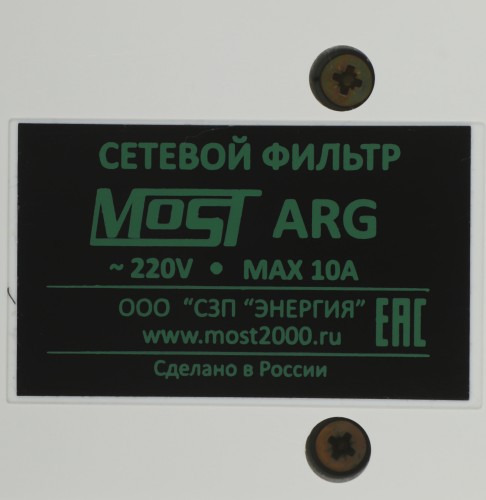 СЕТЕВОЙ ФИЛЬТР
MOST ARG
~ 220V • MAX 10A
ООО "СЗП "ЭНЕРГИЯ"
www.most2000.ru
EAC
Сделано в России